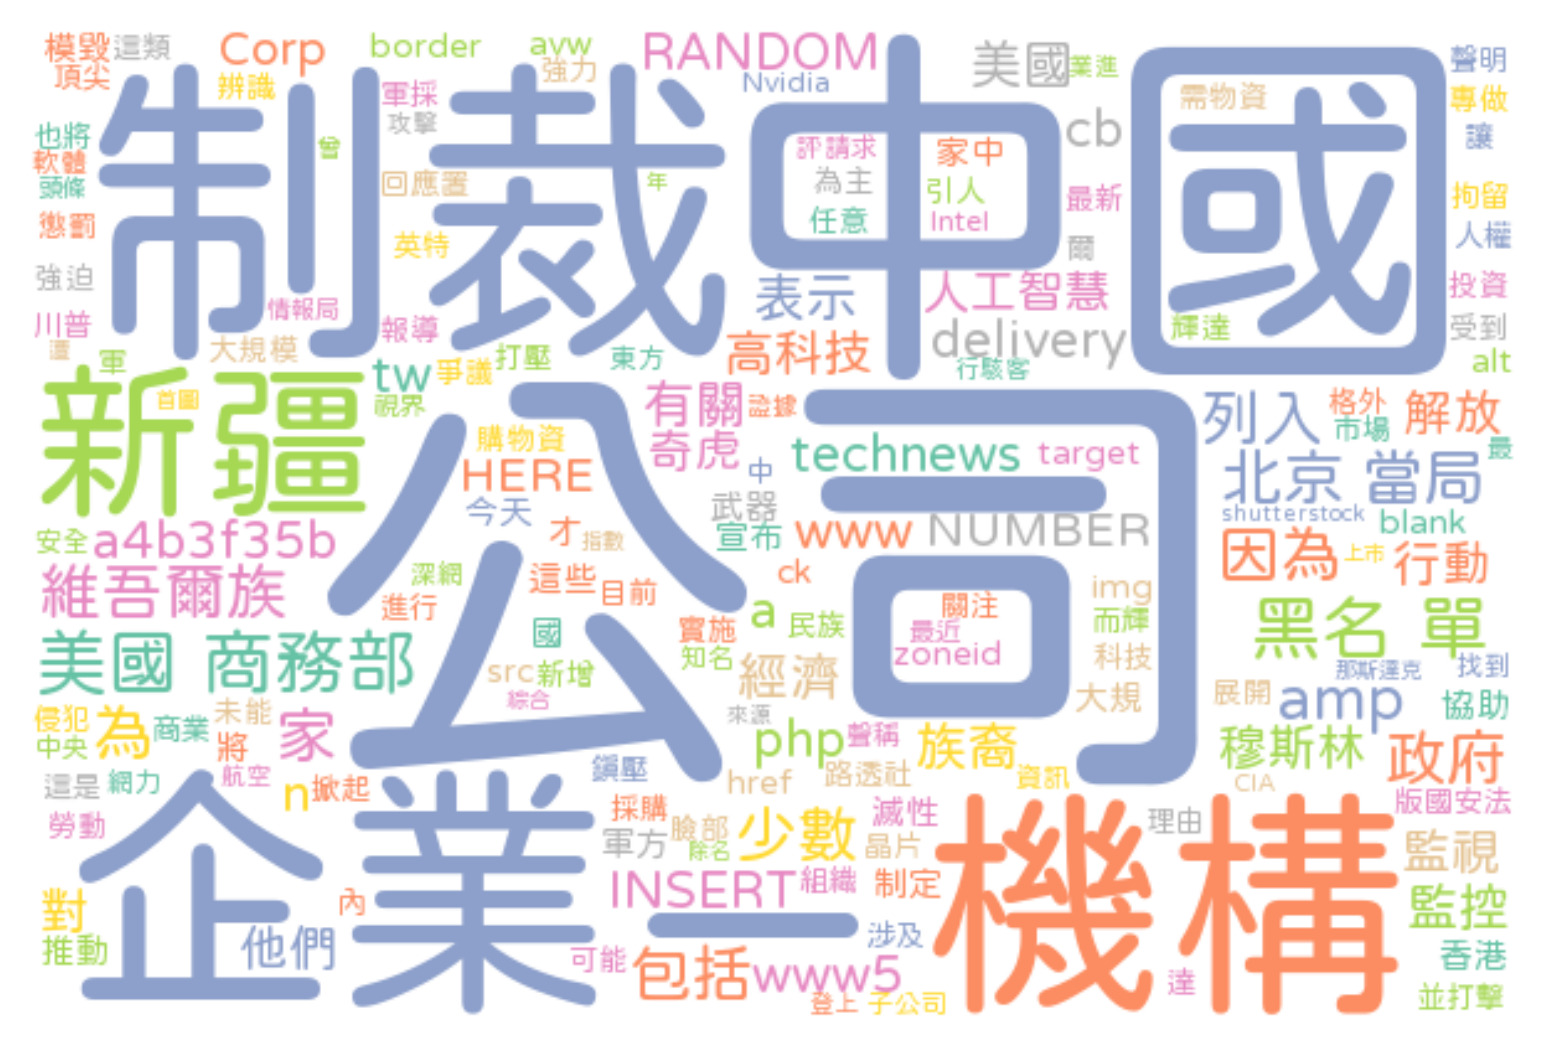 模毀 這類 Corp border avw RANDOM 美國 業進 聲明
頂尖 辨識 強力 Nvidia
制裁 中國
軍採 需物資 專做
也將 曾 攻擊 評請求 家中 cb 讓
軟體 為主
頭條 回應置 年 引人 最新 拘留
懲罰 任意 Intel
英特 爾 人權
強迫 表示 人工智慧 投資
情報局
川普 報導 delivery 輝達 受到
大規模 高科技
軍 打壓 東方 行駭客 alt
新疆 tw 爭議
首圖 視界 有關 證據 列入 格外 解放
公司
購物資 奇虎 technews target 市場 最
HERE 中 北京 當局
今天 武器 shutterstock
安全 a4b3f35b 才 指數 宣布 www NUMBER blank
因為 上市 行動
維吾爾族 深網 這些 目前 ck img
進行 a 關注 而輝
國 實施 民族 最近 黑名 單
美國 商務部 src 新增 知名 zoneid 科技 那斯達克 找到
綜合 經濟 大規 展開 amp 協助
侵犯 為 商業 未能 家 來源
中央 將 php 聲稱 族裔 穆斯林 政府
這是 網力 航空 n 掀起 鎮壓 href 路透社 資訊 CIA
企業 一
勞動 採購 臉部 少數 滅性 理由 版國安法
軍方 除名 晶片 監視
機構
INSERT 組織 制定
對 內 監控
推動 他們 涉及 香港
可能 包括 www5 達
登上 子公司 並打擊